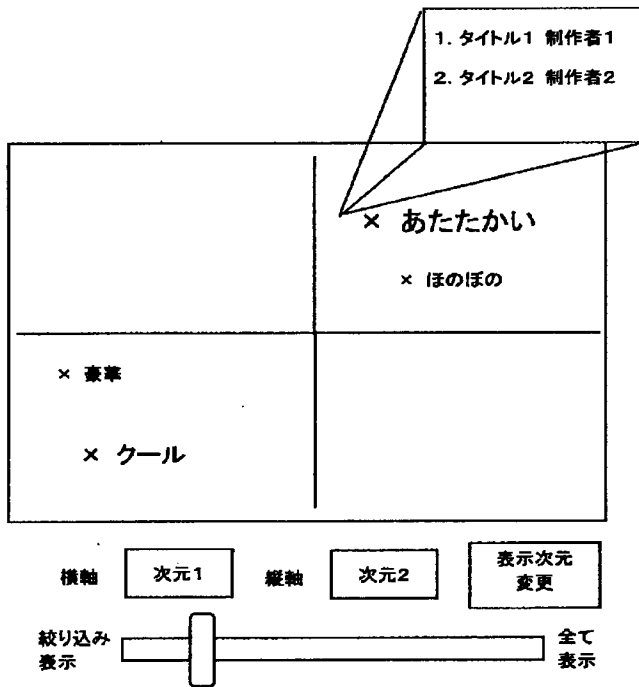 1. タイトル1 制作者1
2. タイトル2 制作者2
× あたたかい
× ほのぼの
× 豪華
× クール
横軸 次元1 縦軸 次元2 表示次元
変更
絞り込み
表示
全て
表示